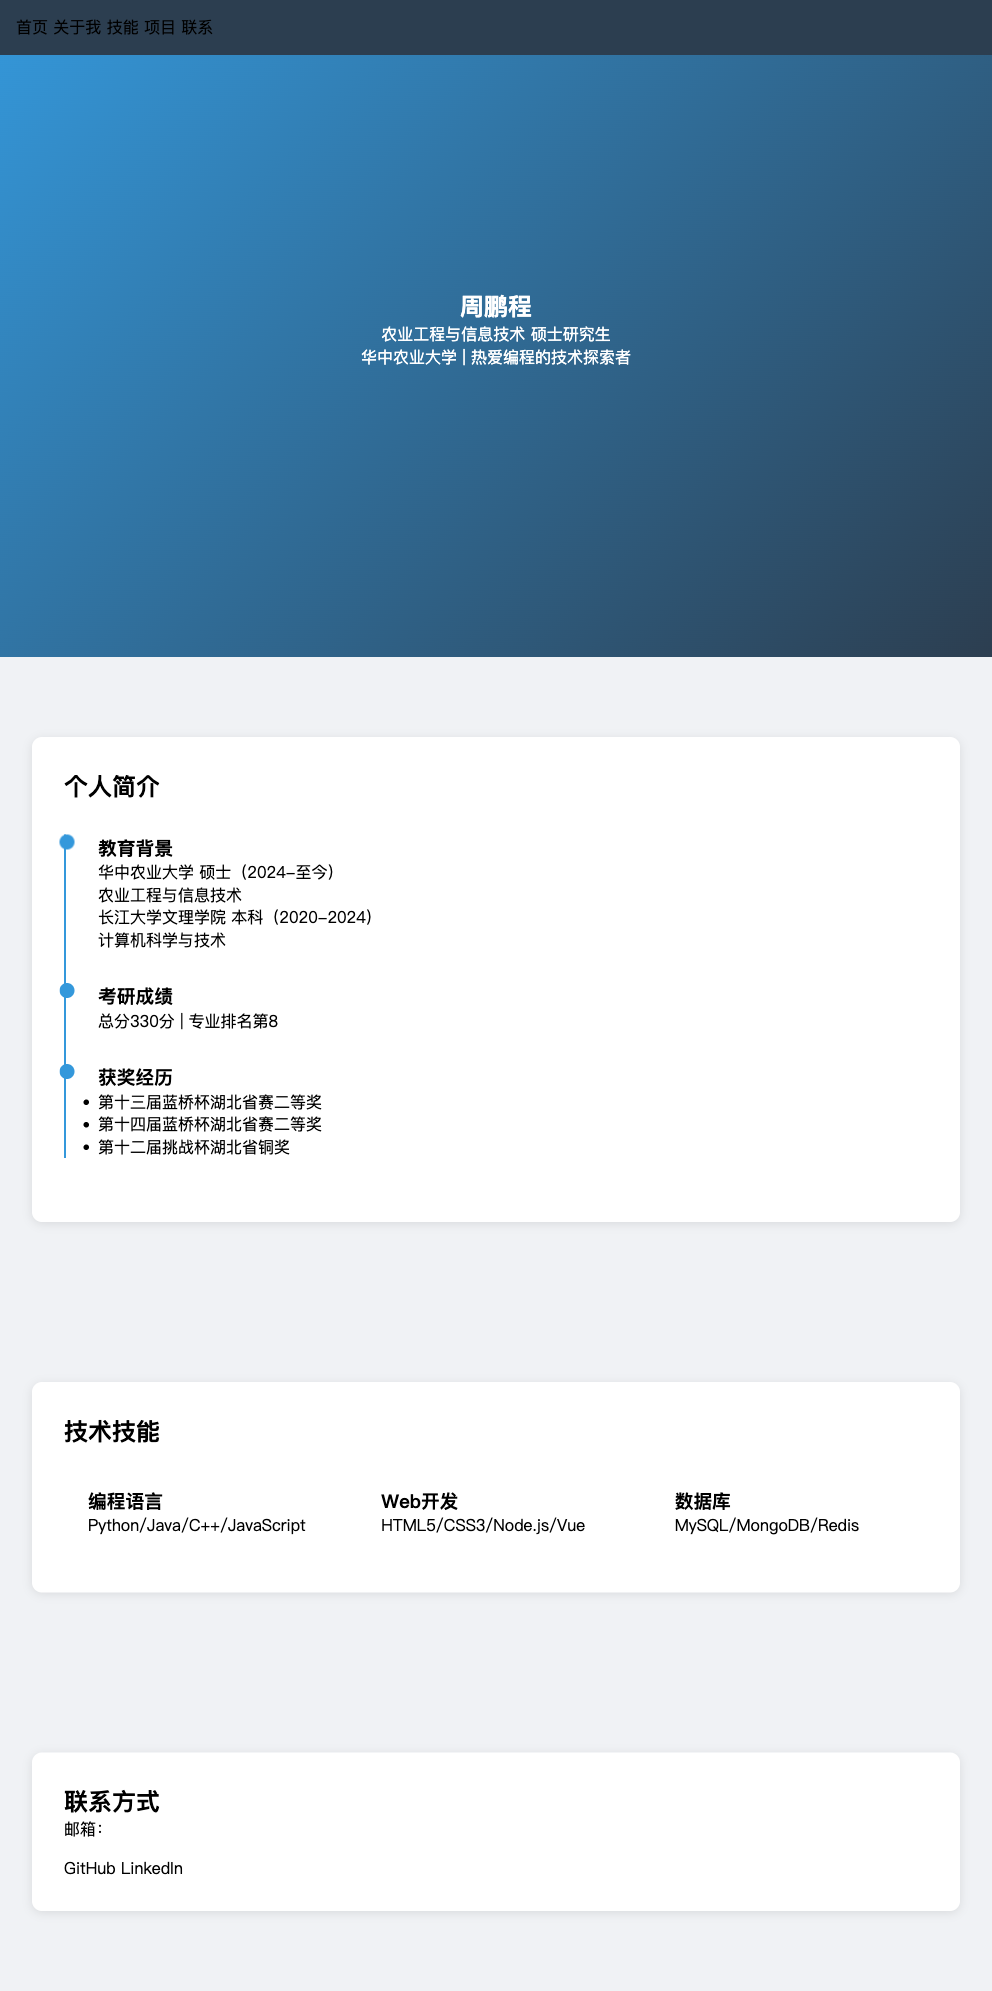 首页 关于我 技能 项目 联系
周鹏程
农业工程与信息技术 硕士研究生
华中农业大学 | 热爱编程的技术探索者
个人简介
教育背景
华中农业大学 硕士（2024-至今）
农业工程与信息技术
长江大学文理学院 本科（2020-2024）
计算机科学与技术
考研成绩
总分330分 | 专业排名第8
获奖经历
• 第十三届蓝桥杯湖北省赛二等奖
• 第十四届蓝桥杯湖北省赛二等奖
• 第十二届挑战杯湖北省铜奖
技术技能
编程语言
Python/Java/C++/JavaScript
Web开发
HTML5/CSS3/Node.js/Vue
数据库
MySQL/MongoDB/Redis
联系方式
邮箱：
GitHub LinkedIn